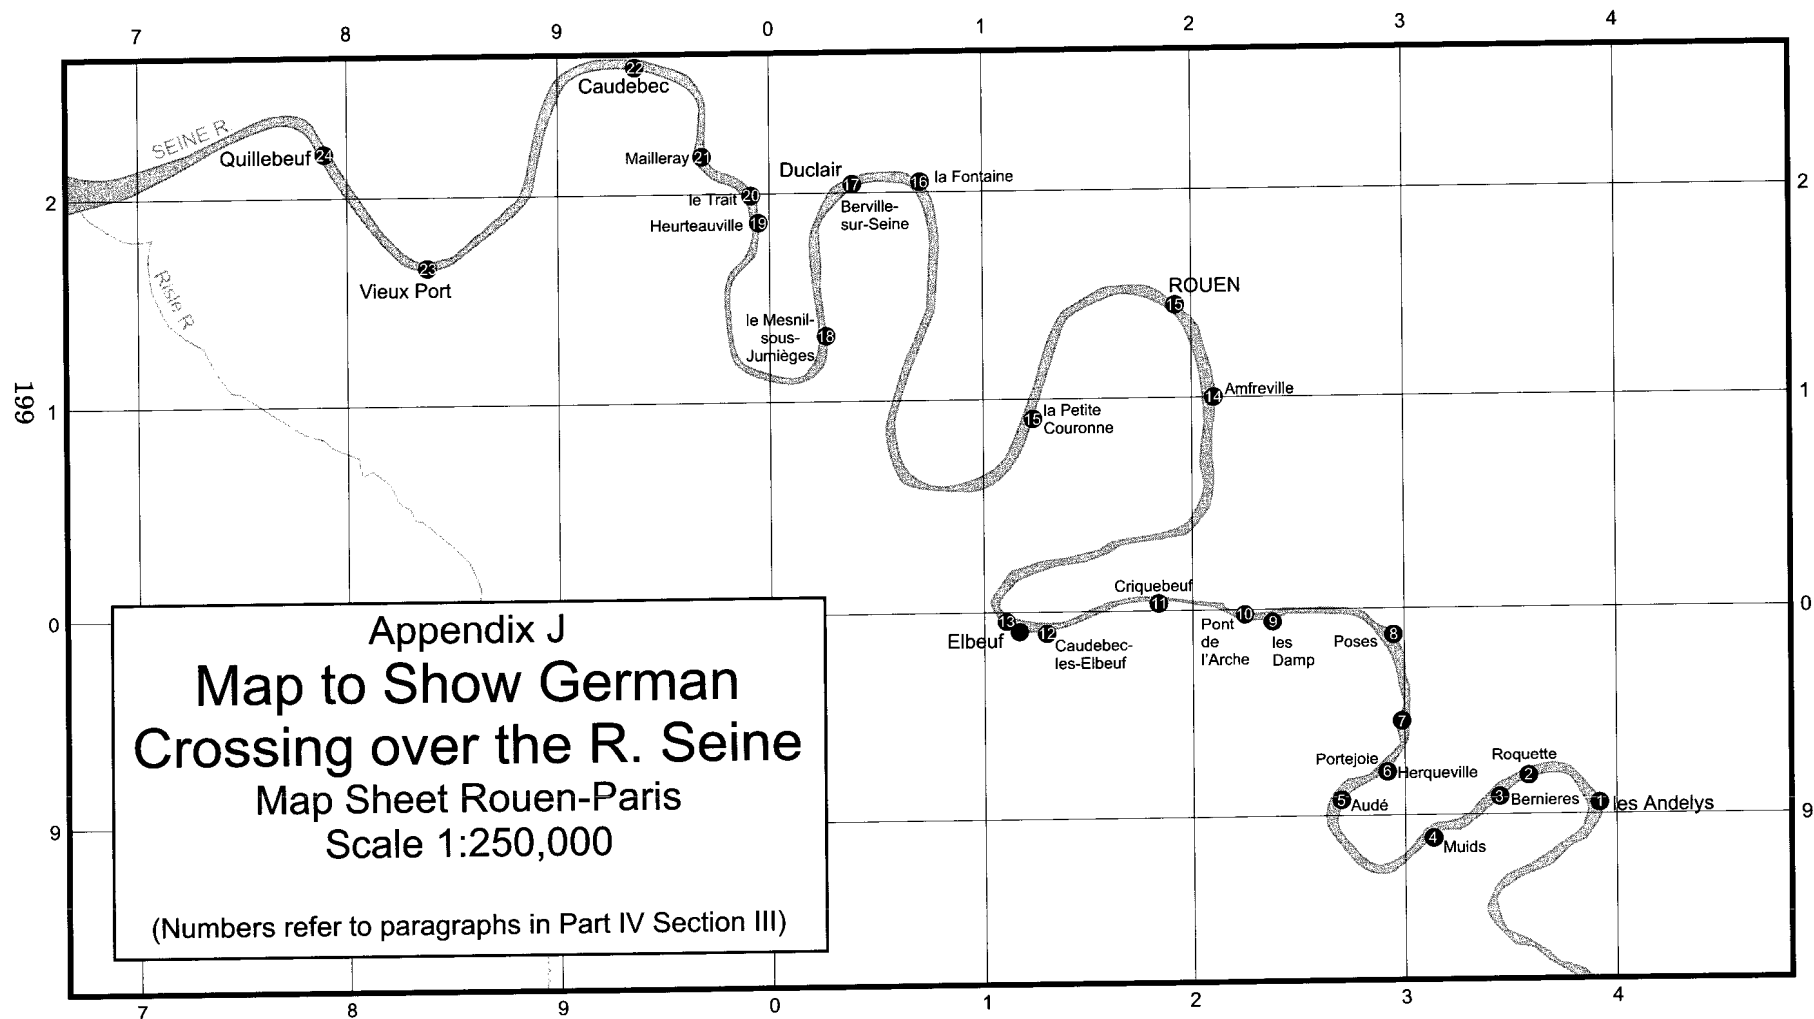 7 8 9 0 1 2 3 4
22
Caudebec
SEINE R
Quillebeuf 24
Mailleray 21
Duclair 17
16 la Fontaine
2
2
le Trait 20
Berville-
sur-Seine
Heurteauville 19
23
Vieux Port
Risle R
ROUEN
15
le Mesnil-
sous-
Jumièges
18
199
1
1
14 Amfreville
15 la Petite
Couronne
Criquebeuf
11
0
0
13
Elbeuf
12
Caudebec-
les-Elbeuf
10
Pont
de
l'Arche
9
les
Damp
Poses 8
7
Portejoie
6 Herqueville
Roquette
2
5 Audé
3 Bernieres
1 les Andelys
9
9
4 Muids
Appendix J
Map to Show German
Crossing over the R. Seine
Map Sheet Rouen-Paris
Scale 1:250,000
(Numbers refer to paragraphs in Part IV Section III)
7 8 9 0 1 2 3 4